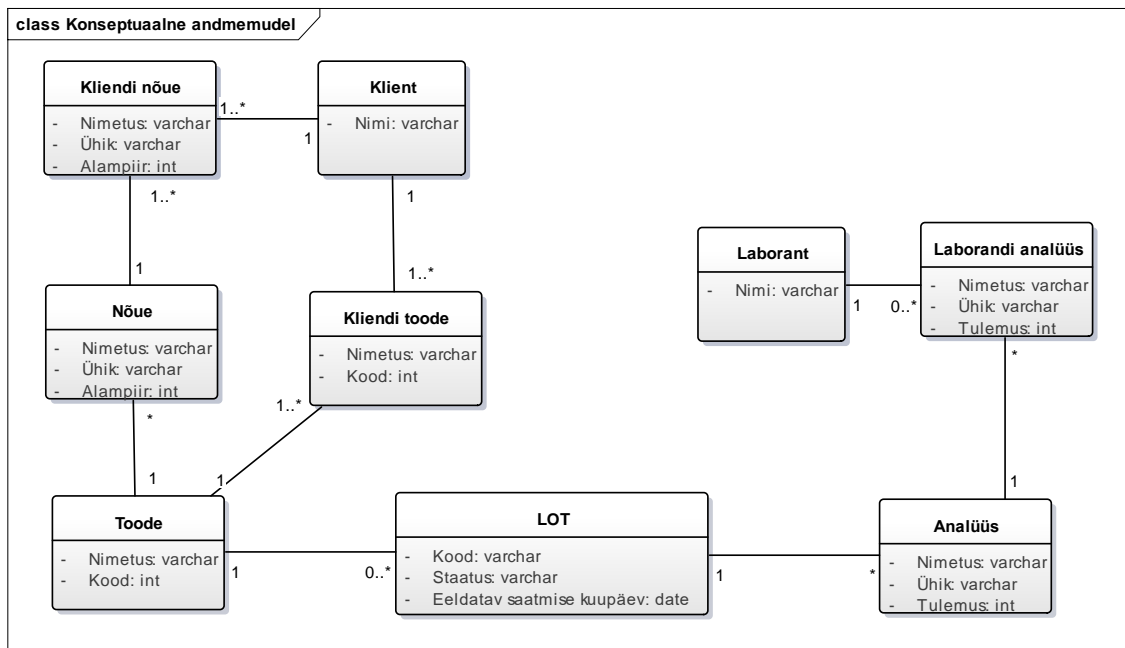 class Konseptuaalne andmemudel
Kliendi nõue
- Nimetus: varchar
- Ühik: varchar
- Alampiir: int
1..*
1
Klient
- Nimi: varchar
1..*
1
1
1..*
Nõue
- Nimetus: varchar
- Ühik: varchar
- Alampiir: int
Kliendi toode
- Nimetus: varchar
- Kood: int
Laborant
- Nimi: varchar
1
0..*
Laborandi analüüs
- Nimetus: varchar
- Ühik: varchar
- Tulemus: int
*
1
1..*
1
*
1
Toode
- Nimetus: varchar
- Kood: int
1
0..*
LOT
- Kood: varchar
- Staatus: varchar
- Eeldatav saatmise kuupäev: date
1
*
Analüüs
- Nimetus: varchar
- Ühik: varchar
- Tulemus: int